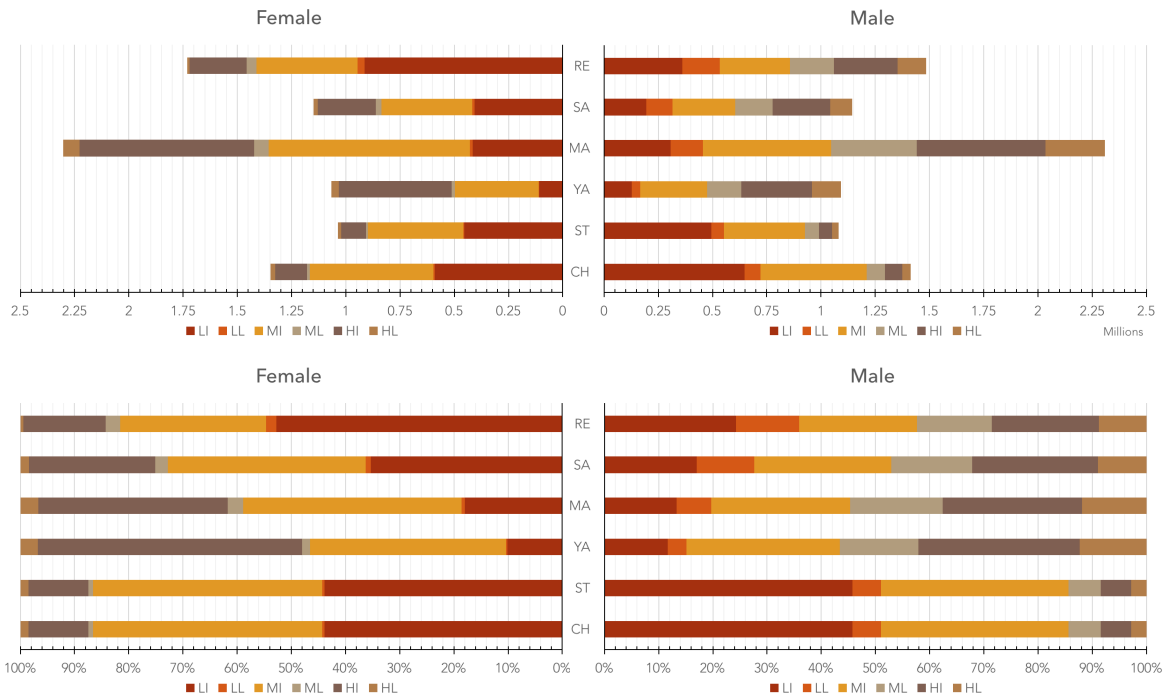 Female Male
RE
SA
MA
YA
ST
CH
2.5 2.25 2 1.75 1.5 1.25 1 0.75 0.5 0.25 0 0 0.25 0.5 0.75 1 1.25 1.5 1.75 2 2.25 2.5
LI LL MI ML HI HL LI LL MI ML HI HL Millions
Female Male
RE
SA
MA
YA
ST
CH
100% 90% 80% 70% 60% 50% 40% 30% 20% 10% 0% 0% 10% 20% 30% 40% 50% 60% 70% 80% 90% 100%
LI LL MI ML HI HL LI LL MI ML HI HL